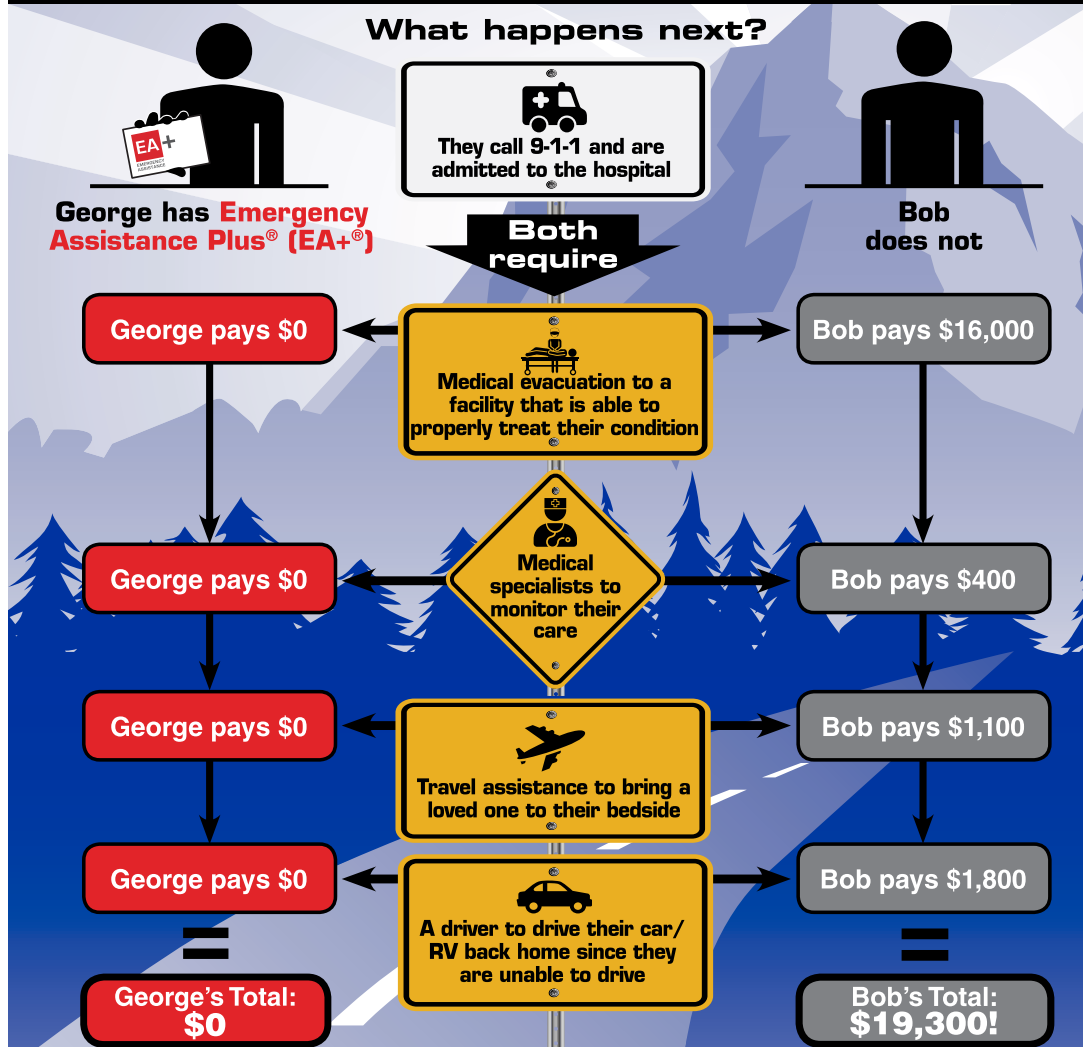 What happens next?
They call 9-1-1 and are
admitted to the hospital
EA+
EMERGENCY
ASSISTANCE
George has Emergency
Assistance Plus® (EA+®)
Bob
does not
Both
require
George pays $0
Medical evacuation to a
facility that is able to
properly treat their condition
Bob pays $16,000
George pays $0
Medical
specialists to
monitor their
care
Bob pays $400
George pays $0
Travel assistance to bring a
loved one to their bedside
Bob pays $1,100
George pays $0
A driver to drive their car/
RV back home since they
are unable to drive
Bob pays $1,800
=
=
George's Total:
$0
Bob's Total:
$19,300!